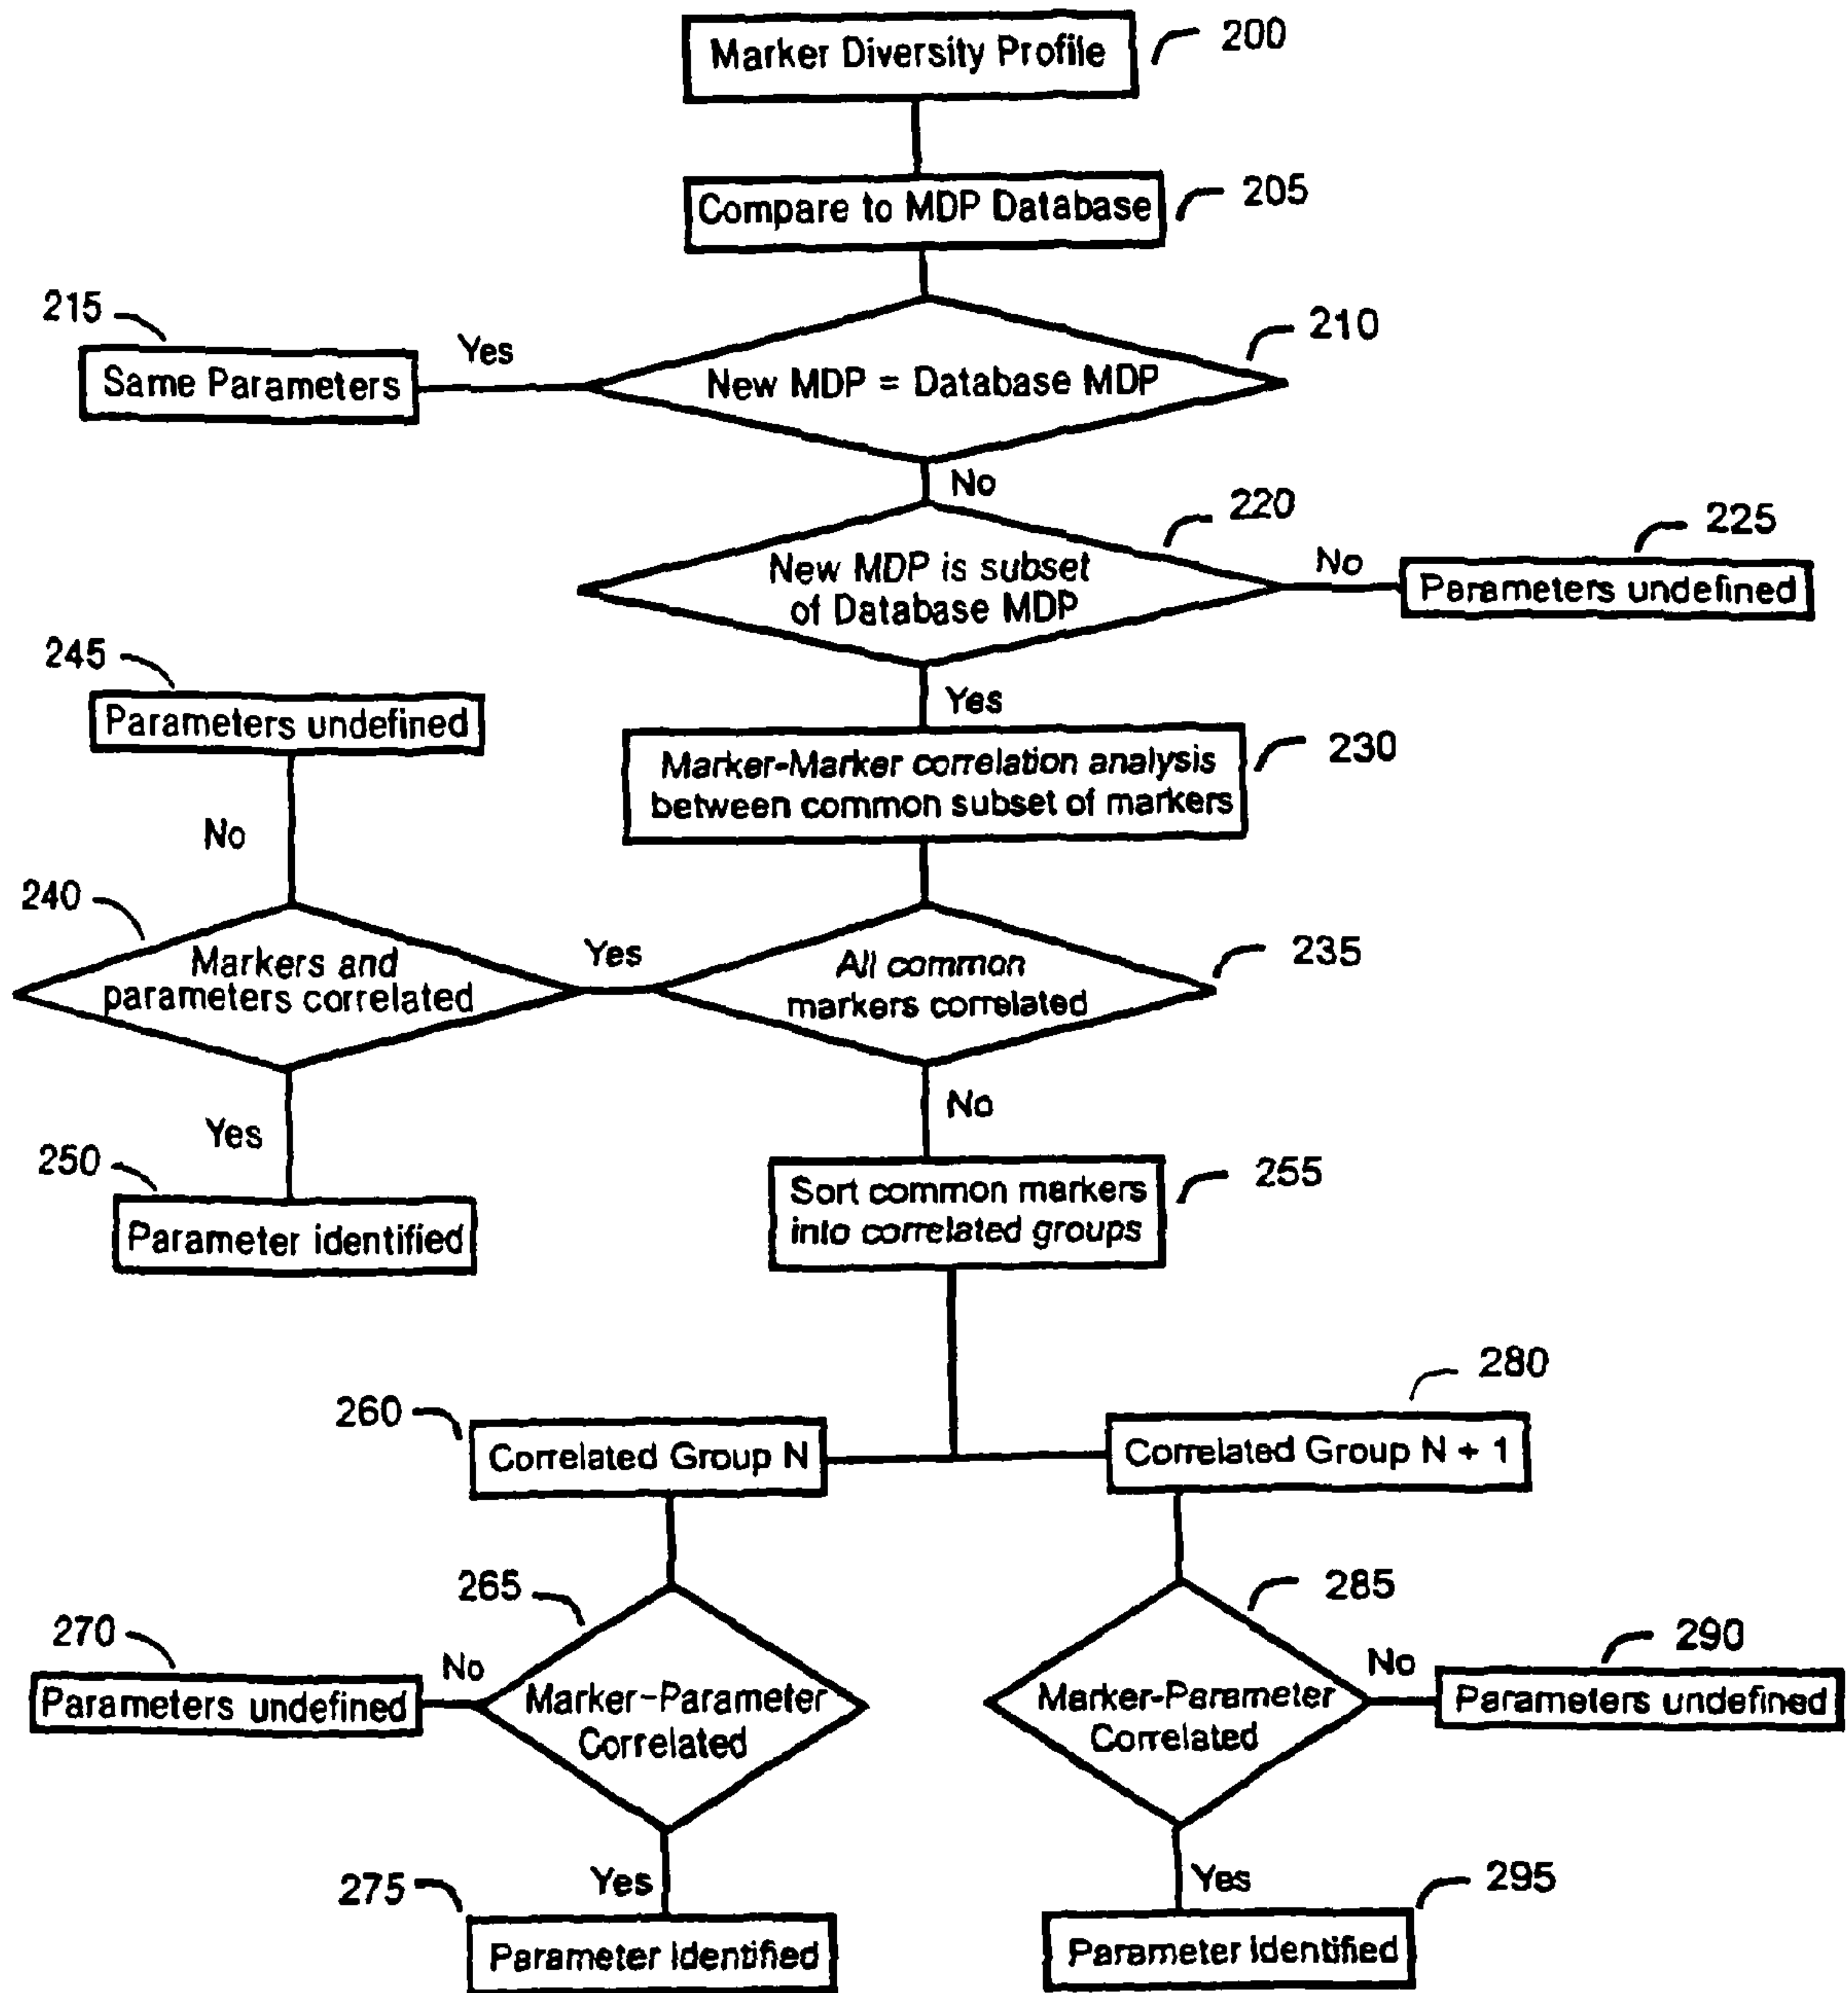 Marker Diversity Profile
200
Compare to MDP Database
205
215
Same Parameters
Yes
New MDP = Database MDP
210
No
220
New MDP is subset
of Database MDP
No
225
Parameters undefined
245
Parameters undefined
Yes
Marker-Marker correlation analysis
between common subset of markers
230
No
240
Markers and
parameters correlated
Yes
All common
markers correlated
235
Yes
No
250
Parameter identified
Sort common markers
into correlated groups
255
260
Correlated Group N
280
Correlated Group N + 1
265
Marker-Parameter
Correlated
No
270
Parameters undefined
285
Marker-Parameter
Correlated
No
290
Parameters undefined
Yes
275
Parameter Identified
Yes
295
Parameter Identified